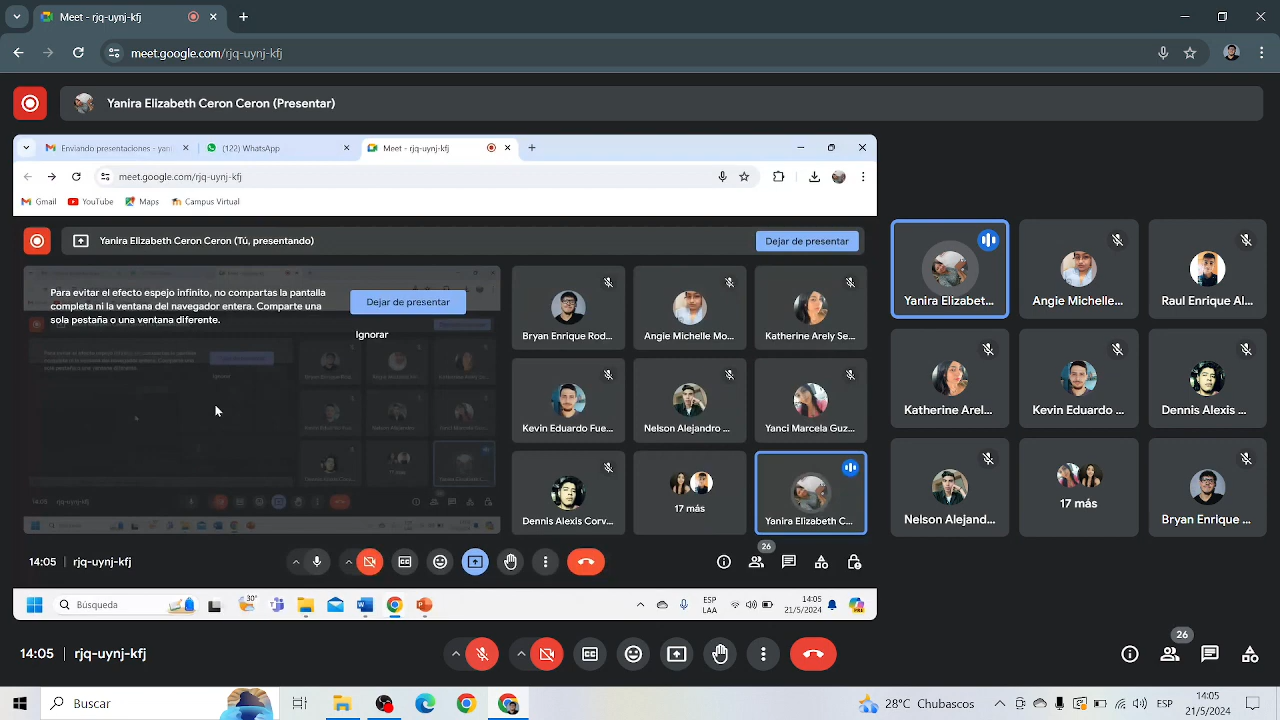 Meet - rjq-uynj-kfj
meet.google.com/rjq-uynj-kfj
Yanira Elizabeth Ceron Ceron (Presentar)
Enviando presentaciones - yani
(122) WhatsApp
Meet - rjq-uynj-kfj
meet.google.com/rjq-uynj-kfj
Gmail
YouTube
Maps
Campus Virtual
Yanira Elizabeth Ceron Ceron (Tú, presentando)
Dejar de presentar
Para evitar el efecto espejo infinito, no compartas la pantalla
completa ni la ventana del navegador entera. Comparte una
sola pestaña o una ventana diferente.
Dejar de presentar
Ignorar
Bryan Enrique Rod...
Angie Michelle Mo...
Katherine Arely Se...
Kevin Eduardo Fue...
Nelson Alejandro ...
Yanci Marcela Guz...
Dennis Alexis Corv...
17 más
Yanira Elizabeth C...
14:05 | rjq-uynj-kfj
26
Búsqueda
30°
ESP
LAA
14:05
21/5/2024
Yanira Elizabet...
Angie Michelle...
Raul Enrique Al...
Katherine Arel...
Kevin Eduardo ...
Dennis Alexis ...
Nelson Alejand...
17 más
Bryan Enrique ...
14:05 | rjq-uynj-kfj
26
Buscar
28°C Chubascos
ESP
14:05
21/5/2024